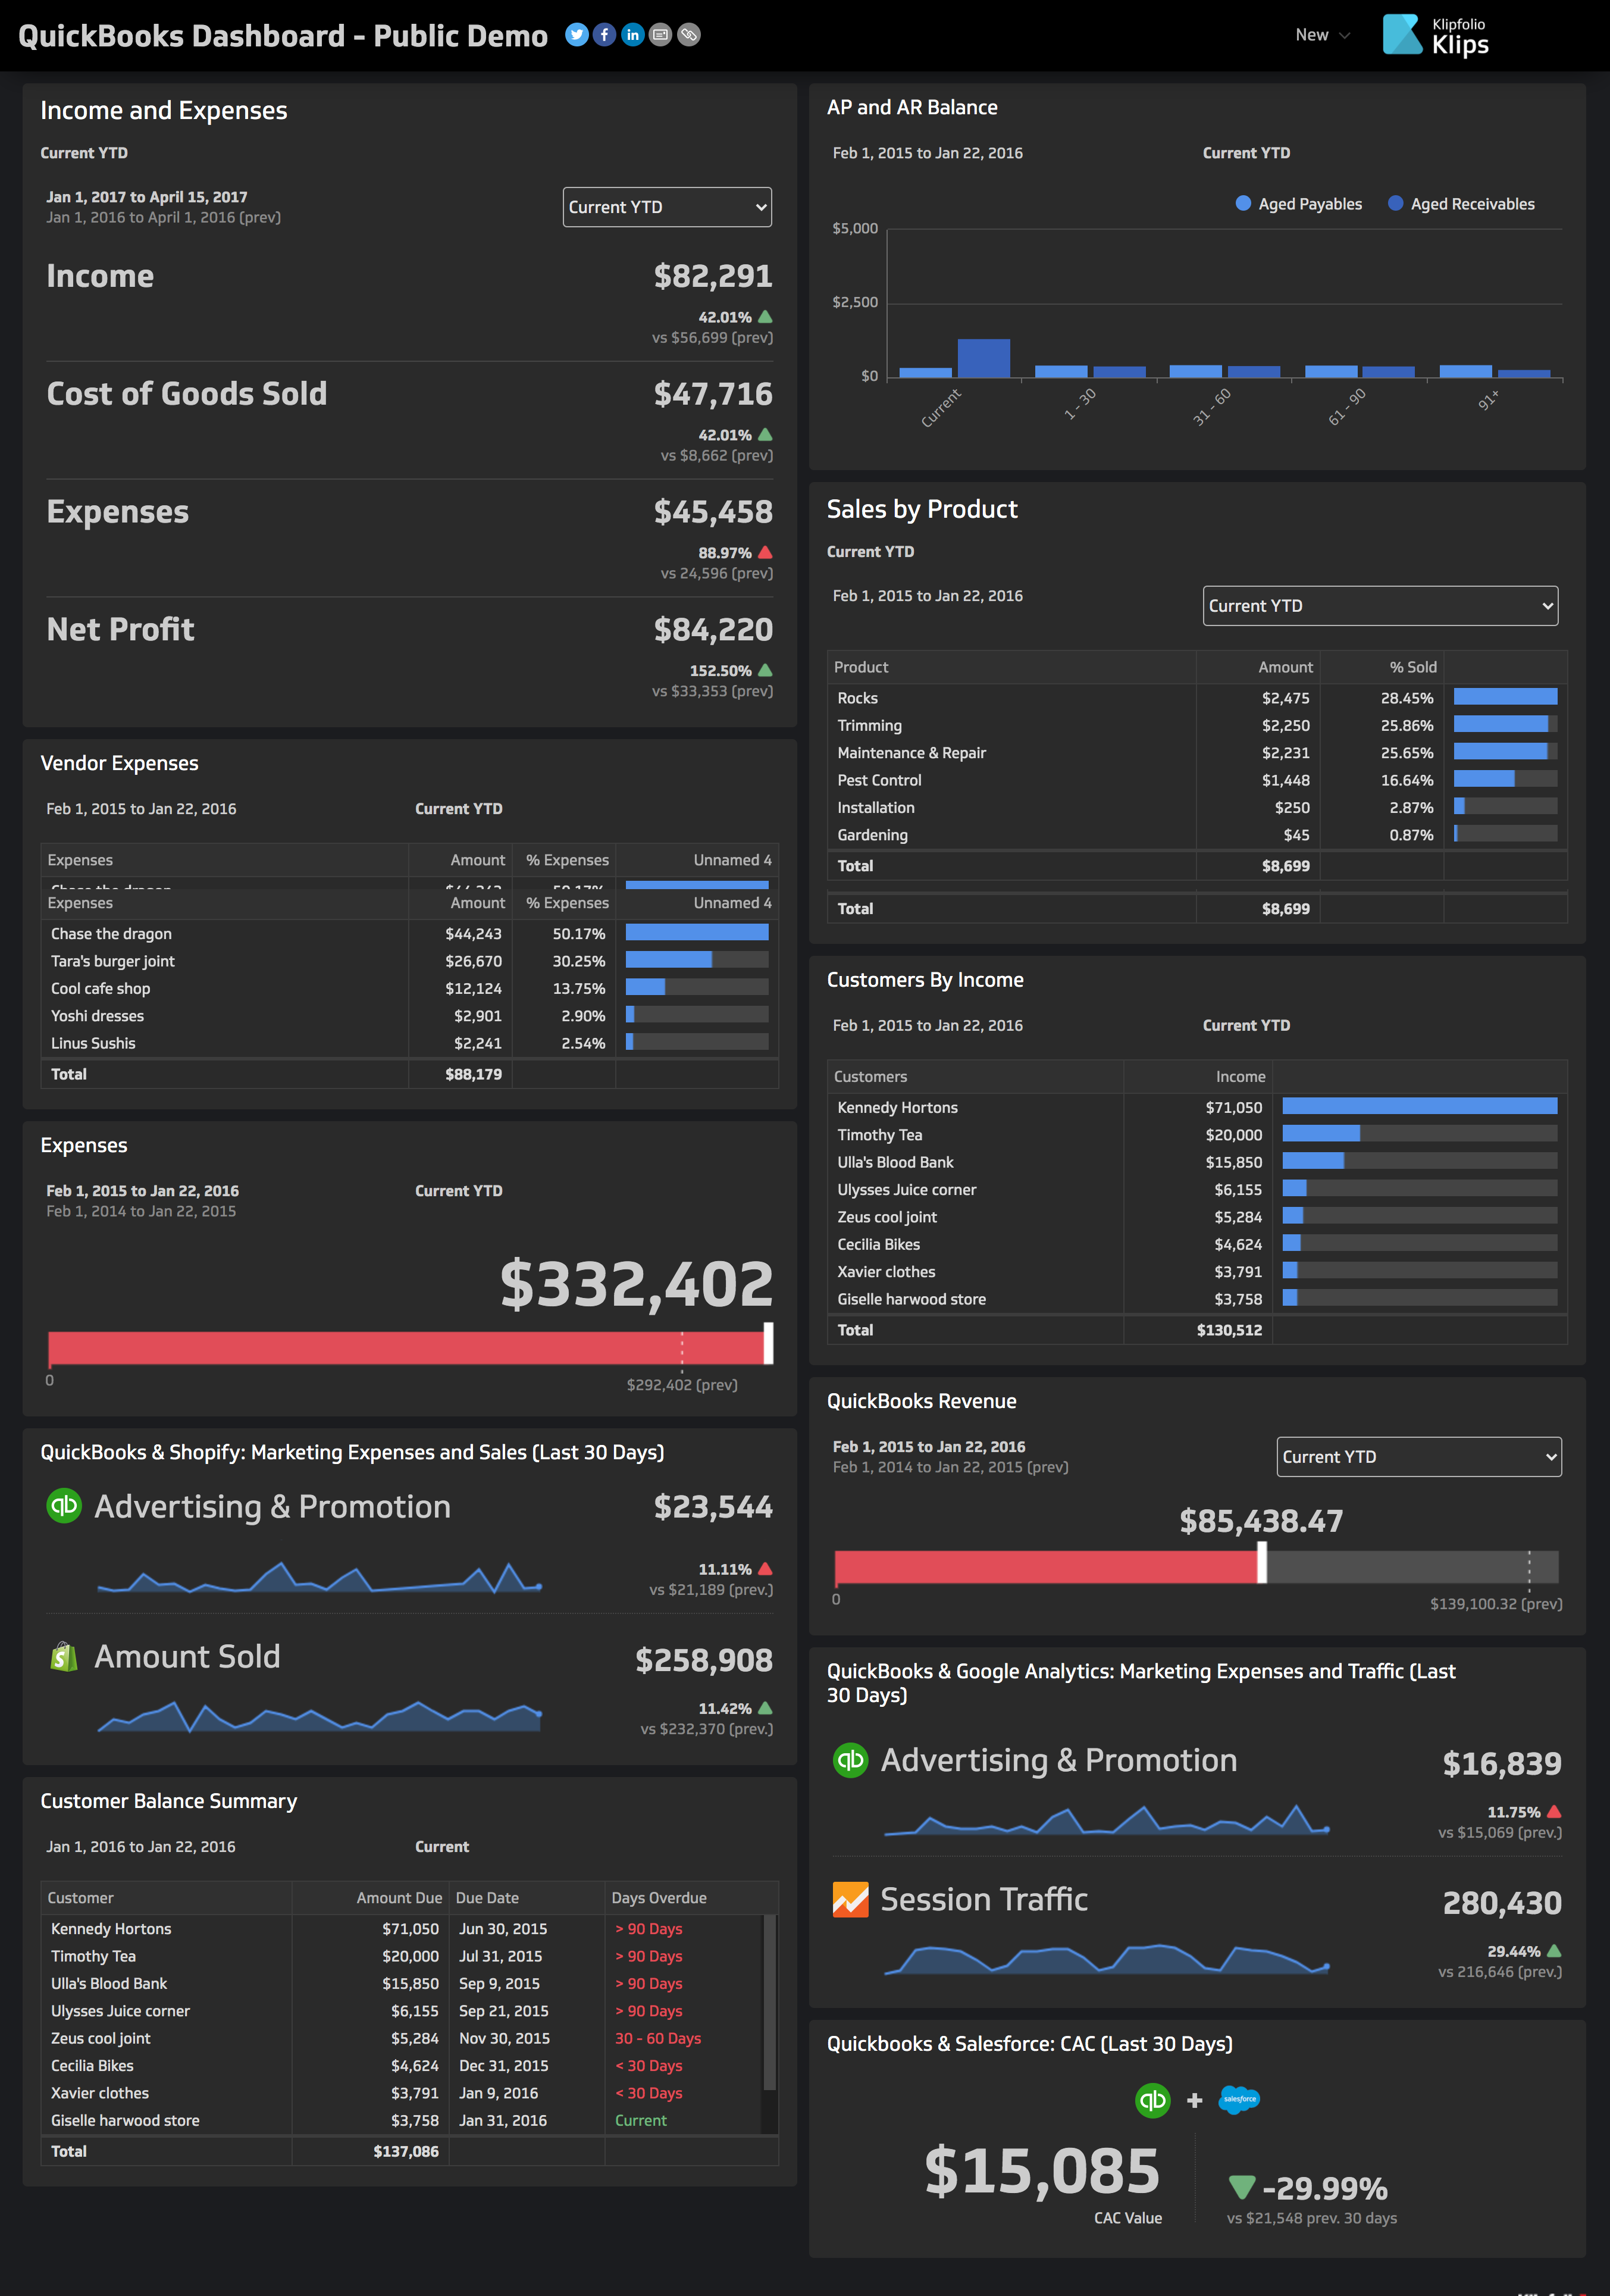 QuickBooks Dashboard - Public Demo
New
Klipfolio
Klips
Income and Expenses
Current YTD
Jan 1, 2017 to April 15, 2017
Jan 1, 2016 to April 1, 2016 (prev)
Current YTD
Income $82,291
42.01%
vs $56,699 (prev)
Cost of Goods Sold $47,716
42.01%
vs $8,662 (prev)
Expenses $45,458
88.97%
vs 24,596 (prev)
Net Profit $84,220
152.50%
vs $33,353 (prev)
Vendor Expenses
Feb 1, 2015 to Jan 22, 2016 Current YTD
Expenses Amount % Expenses Unnamed 4
Chase the dragon $44,243 50.17%
Expenses Amount % Expenses Unnamed 4
Chase the dragon $44,243 50.17%
Tara's burger joint $26,670 30.25%
Cool cafe shop $12,124 13.75%
Yoshi dresses $2,901 2.90%
Linus Sushis $2,241 2.54%
Total $88,179
Expenses
Feb 1, 2015 to Jan 22, 2016 Current YTD
Feb 1, 2014 to Jan 22, 2015
$332,402
0
$292,402 (prev)
QuickBooks & Shopify: Marketing Expenses and Sales (Last 30 Days)
qb Advertising & Promotion $23,544
11.11%
vs $21,189 (prev.)
S Amount Sold $258,908
11.42%
vs $232,370 (prev.)
Customer Balance Summary
Jan 1, 2016 to Jan 22, 2016 Current
Customer Amount Due Due Date Days Overdue
Kennedy Hortons $71,050 Jun 30, 2015 > 90 Days
Timothy Tea $20,000 Jul 31, 2015 > 90 Days
Ulla's Blood Bank $15,850 Sep 9, 2015 > 90 Days
Ulysses Juice corner $6,155 Sep 21, 2015 > 90 Days
Zeus cool joint $5,284 Nov 30, 2015 30 - 60 Days
Cecilia Bikes $4,624 Dec 31, 2015 < 30 Days
Xavier clothes $3,791 Jan 9, 2016 < 30 Days
Giselle harwood store $3,758 Jan 31, 2016 Current
Total $137,086
AP and AR Balance
Feb 1, 2015 to Jan 22, 2016 Current YTD
Aged Payables Aged Receivables
$5,000
$2,500
$0
Current 1 - 30 31 - 60 61 - 90 91+
Sales by Product
Current YTD
Feb 1, 2015 to Jan 22, 2016 Current YTD
Product Amount % Sold
Rocks $2,475 28.45%
Trimming $2,250 25.86%
Maintenance & Repair $2,231 25.65%
Pest Control $1,448 16.64%
Installation $250 2.87%
Gardening $45 0.87%
Total $8,699
Total $8,699
Customers By Income
Feb 1, 2015 to Jan 22, 2016 Current YTD
Customers Income
Kennedy Hortons $71,050
Timothy Tea $20,000
Ulla's Blood Bank $15,850
Ulysses Juice corner $6,155
Zeus cool joint $5,284
Cecilia Bikes $4,624
Xavier clothes $3,791
Giselle harwood store $3,758
Total $130,512
QuickBooks Revenue
Feb 1, 2015 to Jan 22, 2016
Feb 1, 2014 to Jan 22, 2015 (prev)
Current YTD
$85,438.47
0
$139,100.32 (prev)
QuickBooks & Google Analytics: Marketing Expenses and Traffic (Last
30 Days)
qb Advertising & Promotion $16,839
11.75%
vs $15,069 (prev.)
Session Traffic 280,430
29.44%
vs 216,646 (prev.)
Quickbooks & Salesforce: CAC (Last 30 Days)
qb + salesforce
$15,085
CAC Value
-29.99%
vs $21,548 prev. 30 days